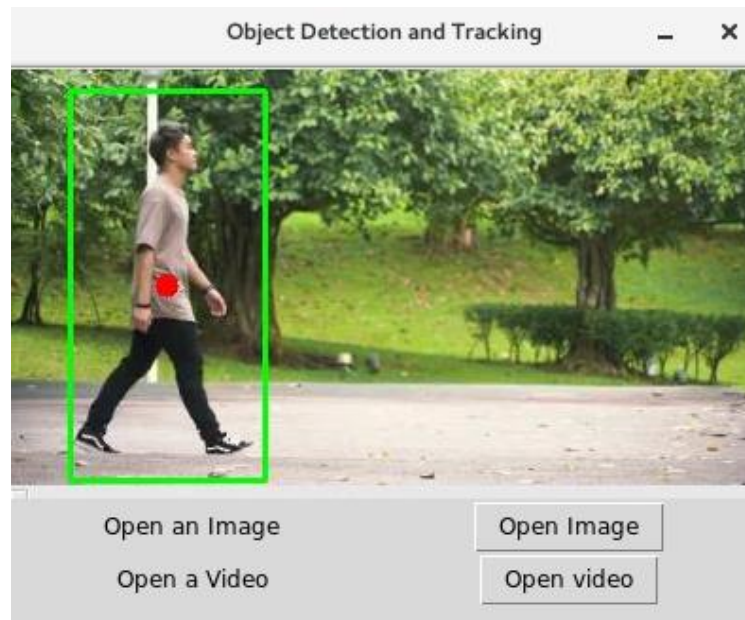 Object Detection and Tracking
Open an Image Open Image
Open a Video Open video